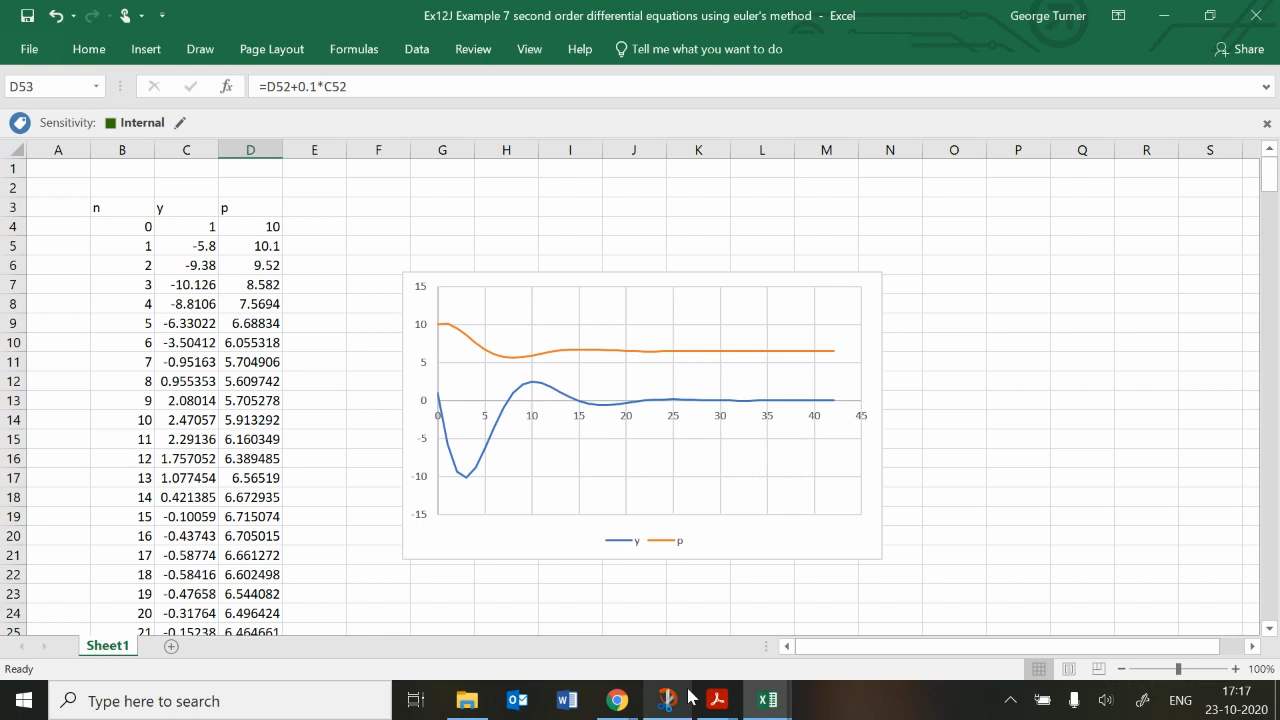 Ex12J Example 7 second order differential equations using euler's method - Excel George Turner
File Home Insert Draw Page Layout Formulas Data Review View Help Tell me what you want to do Share
D53 fx =D52+0.1*C52
Sensitivity: Internal
A B C D E F G H I J K L M N O P Q R S
1
2
3 n y p
4 0 1 10
5 1 -5.8 10.1
6 2 -9.38 9.52
7 3 -10.126 8.582
8 4 -8.8106 7.5694
9 5 -6.33022 6.68834
10 6 -3.50412 6.055318
11 7 -0.95163 5.704906
12 8 0.955353 5.609742
13 9 2.08014 5.705278
14 10 2.47057 5.913292
15 11 2.29136 6.160349
16 12 1.757052 6.389485
17 13 1.077454 6.56519
18 14 0.421385 6.672935
19 15 -0.10059 6.715074
20 16 -0.43743 6.705015
21 17 -0.58774 6.661272
22 18 -0.58416 6.602498
23 19 -0.47658 6.544082
24 20 -0.31764 6.496424
25 21 -0.15238 6.464661
15
10
5
0
0 5 10 15 20 25 30 35 40 45
-5
-10
-15
y p
Sheet1
Ready 100%
Type here to search ENG 17:17
23-10-2020